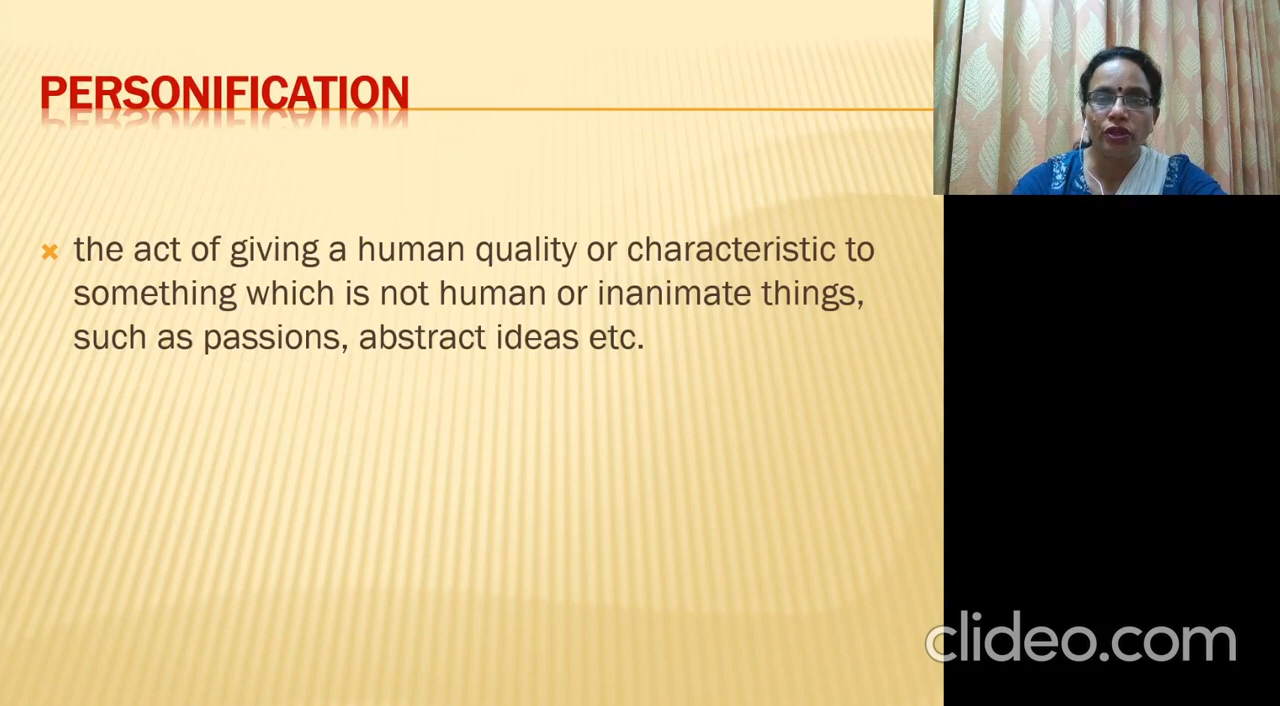 PERSONIFICATION
the act of giving a human quality or characteristic to
something which is not human or inanimate things,
such as passions, abstract ideas etc.
clideo.com